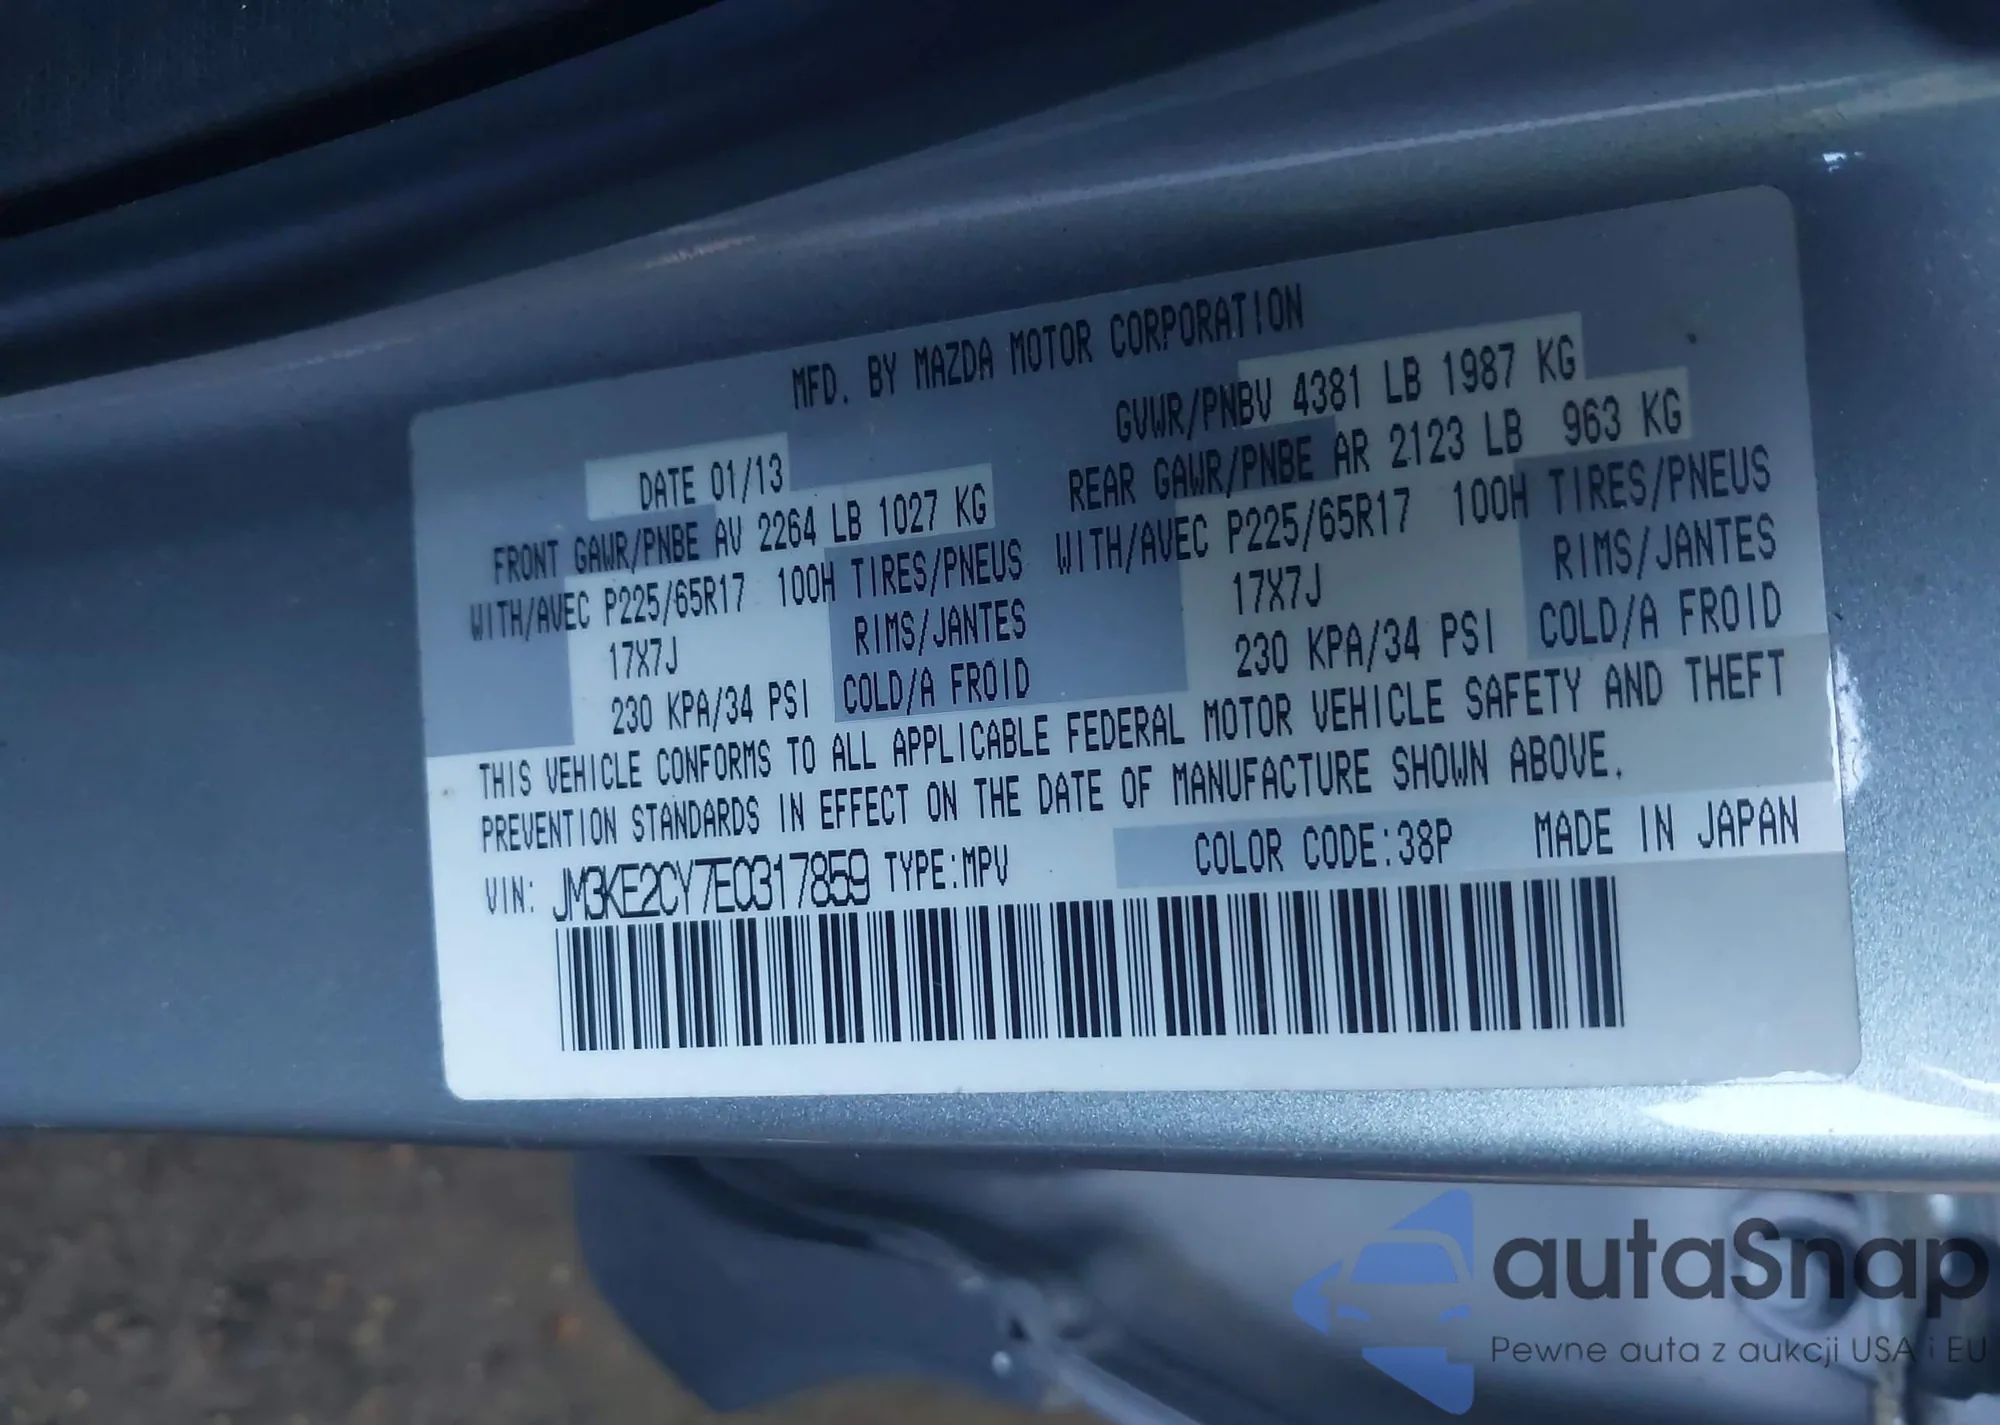 MFD. BY MAZDA MOTOR CORPORATION
DATE 01/13 GVWR/PNBV 4381 LB 1987 KG
FRONT GAWR/PNBE AV 2264 LB 1027 KG REAR GAWR/PNBE AR 2123 LB 963 KG
WITH/AVEC P225/65R17 100H TIRES/PNEUS WITH/AVEC P225/65R17 100H TIRES/PNEUS
17X7J RIMS/JANTES 17X7J RIMS/JANTES
230 KPA/34 PSI COLD/A FROID 230 KPA/34 PSI COLD/A FROID
THIS VEHICLE CONFORMS TO ALL APPLICABLE FEDERAL MOTOR VEHICLE SAFETY AND THEFT
PREVENTION STANDARDS IN EFFECT ON THE DATE OF MANUFACTURE SHOWN ABOVE.
VIN: JM3KE2CY7E0317859 TYPE:MPV COLOR CODE:38P MADE IN JAPAN
autaSnap
Pewne auta z aukcji USA i EU